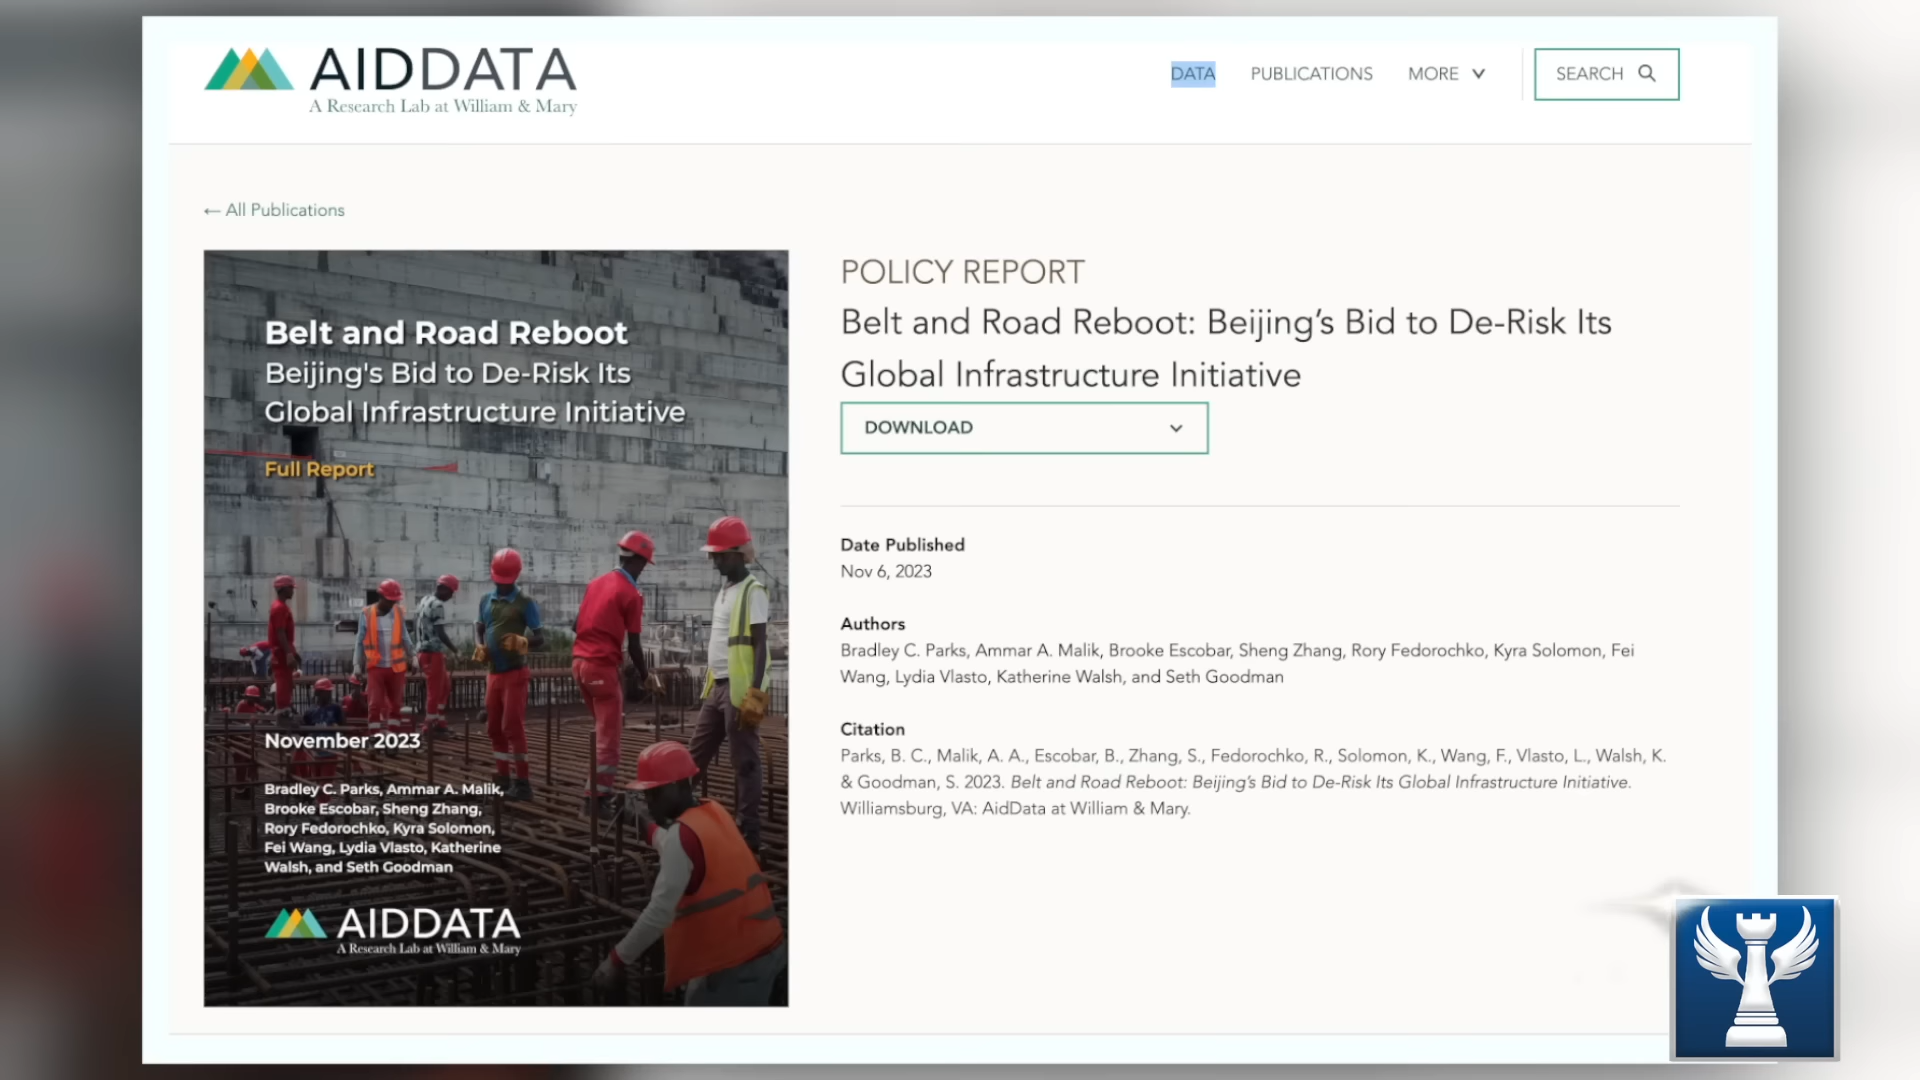 AIDDATA
A Research Lab at William & Mary
DATA
PUBLICATIONS
MORE
SEARCH
← All Publications
Belt and Road Reboot
Beijing's Bid to De-Risk Its
Global Infrastructure Initiative
Full Report
November 2023
Bradley C. Parks, Ammar A. Malik,
Brooke Escobar, Sheng Zhang,
Rory Fedorochko, Kyra Solomon,
Fei Wang, Lydia Vlasto, Katherine
Walsh, and Seth Goodman
AIDDATA
A Research Lab at William & Mary
POLICY REPORT
Belt and Road Reboot: Beijing’s Bid to De-Risk Its
Global Infrastructure Initiative
DOWNLOAD
Date Published
Nov 6, 2023
Authors
Bradley C. Parks, Ammar A. Malik, Brooke Escobar, Sheng Zhang, Rory Fedorochko, Kyra Solomon, Fei
Wang, Lydia Vlasto, Katherine Walsh, and Seth Goodman
Citation
Parks, B. C., Malik, A. A., Escobar, B., Zhang, S., Fedorochko, R., Solomon, K., Wang, F., Vlasto, L., Walsh, K.
& Goodman, S. 2023. Belt and Road Reboot: Beijing’s Bid to De-Risk Its Global Infrastructure Initiative.
Williamsburg, VA: AidData at William & Mary.